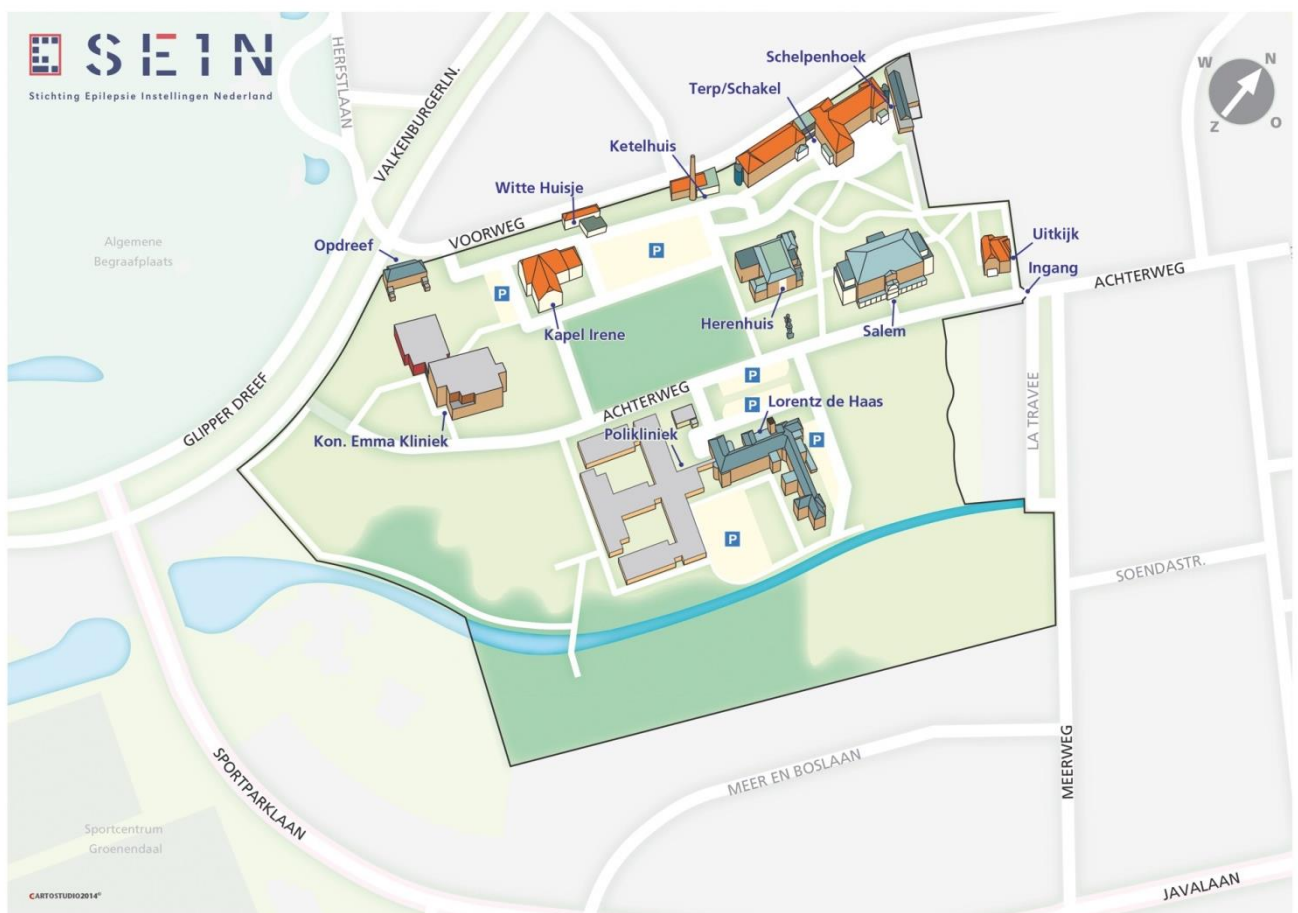 SEIN
Stichting Epilepsie Instellingen Nederland
HERFSTLAAN
VALKENBURGERLN.
Schelpenhoek
Terp/Schakel
Ketelhuis
Witte Huisje
W
N
Z
O
Algemene
Begraafplaats
Opdreef
VOORWEG
P
P
Uitkijk
Ingang
ACHTERWEG
Kapel Irene
Herenhuis
Salem
GLIPPER DREEF
Kon. Emma Kliniek
ACHTERWEG
P
P
Lorentz de Haas
Polikliniek
P
LA TRAVEE
P
SOENDASTR.
SPORTPARKLAAN
MEER EN BOSLAAN
MEERWEG
Sportcentrum
Groenendaal
JAVALAAN
CARTOSTUDIO2014©